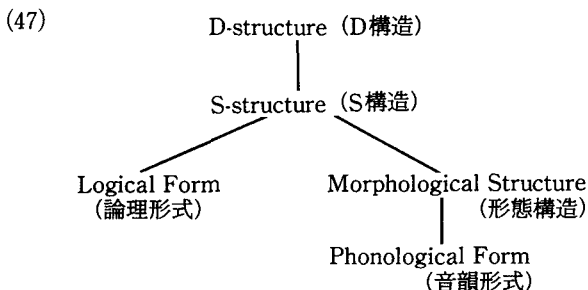 (47)
D-structure (D構造)
S-structure (S構造)
Logical Form
(論理形式)
Morphological Structure
(形態構造)
Phonological Form
(音韻形式)